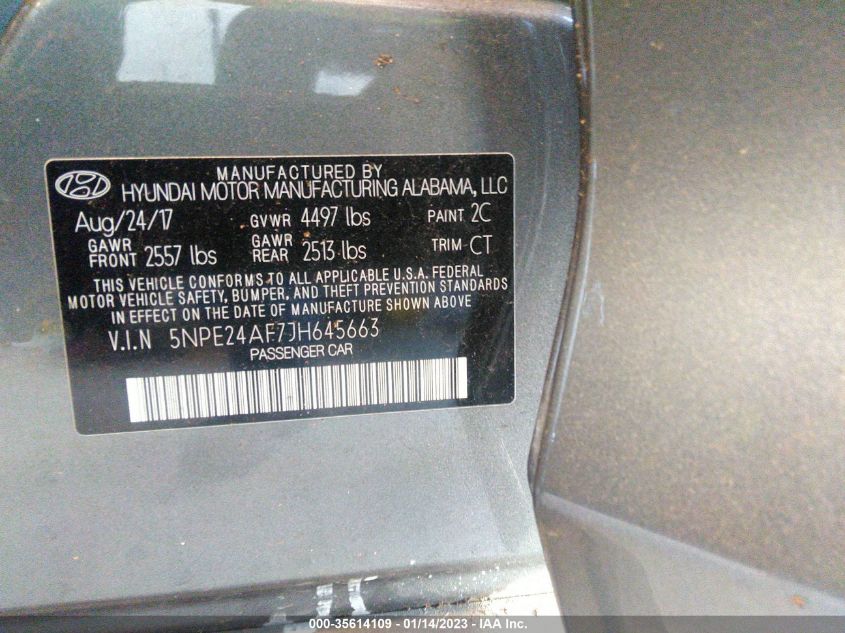 MANUFACTURED BY
HYUNDAI MOTOR MANUFACTURING ALABAMA, LLC
Aug/24/17 GVWR 4497 lbs PAINT 2C
GAWR FRONT 2557 lbs GAWR REAR 2513 lbs TRIM CT
THIS VEHICLE CONFORMS TO ALL APPLICABLE U.S.A. FEDERAL
MOTOR VEHICLE SAFETY, BUMPER, AND THEFT PREVENTION STANDARDS
IN EFFECT ON THE DATE OF MANUFACTURE SHOWN ABOVE
V.I.N 5NPE24AF7JH645663
PASSENGER CAR
000-35614109 - 01/14/2023 - IAA Inc.